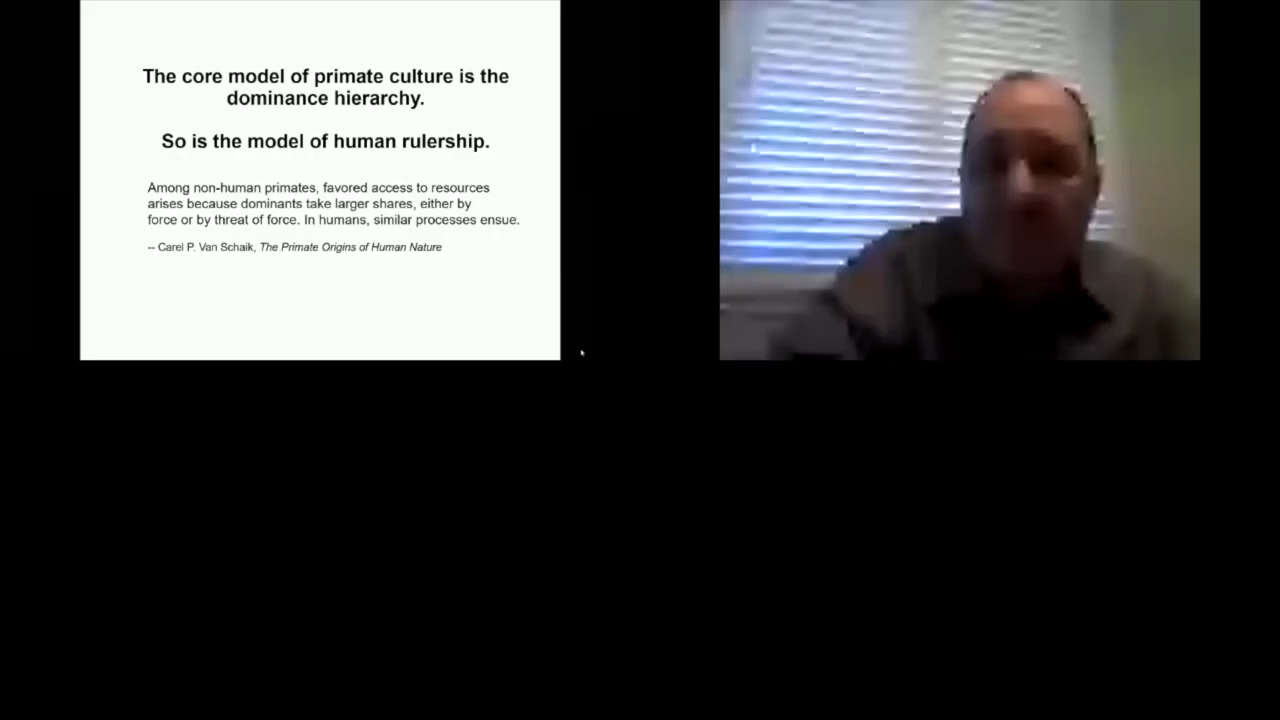 The core model of primate culture is the
dominance hierarchy.
So is the model of human rulership.
Among non-human primates, favored access to resources
arises because dominants take larger shares, either by
force or by threat of force. In humans, similar processes ensue.
-- Carel P. Van Schaik, The Primate Origins of Human Nature